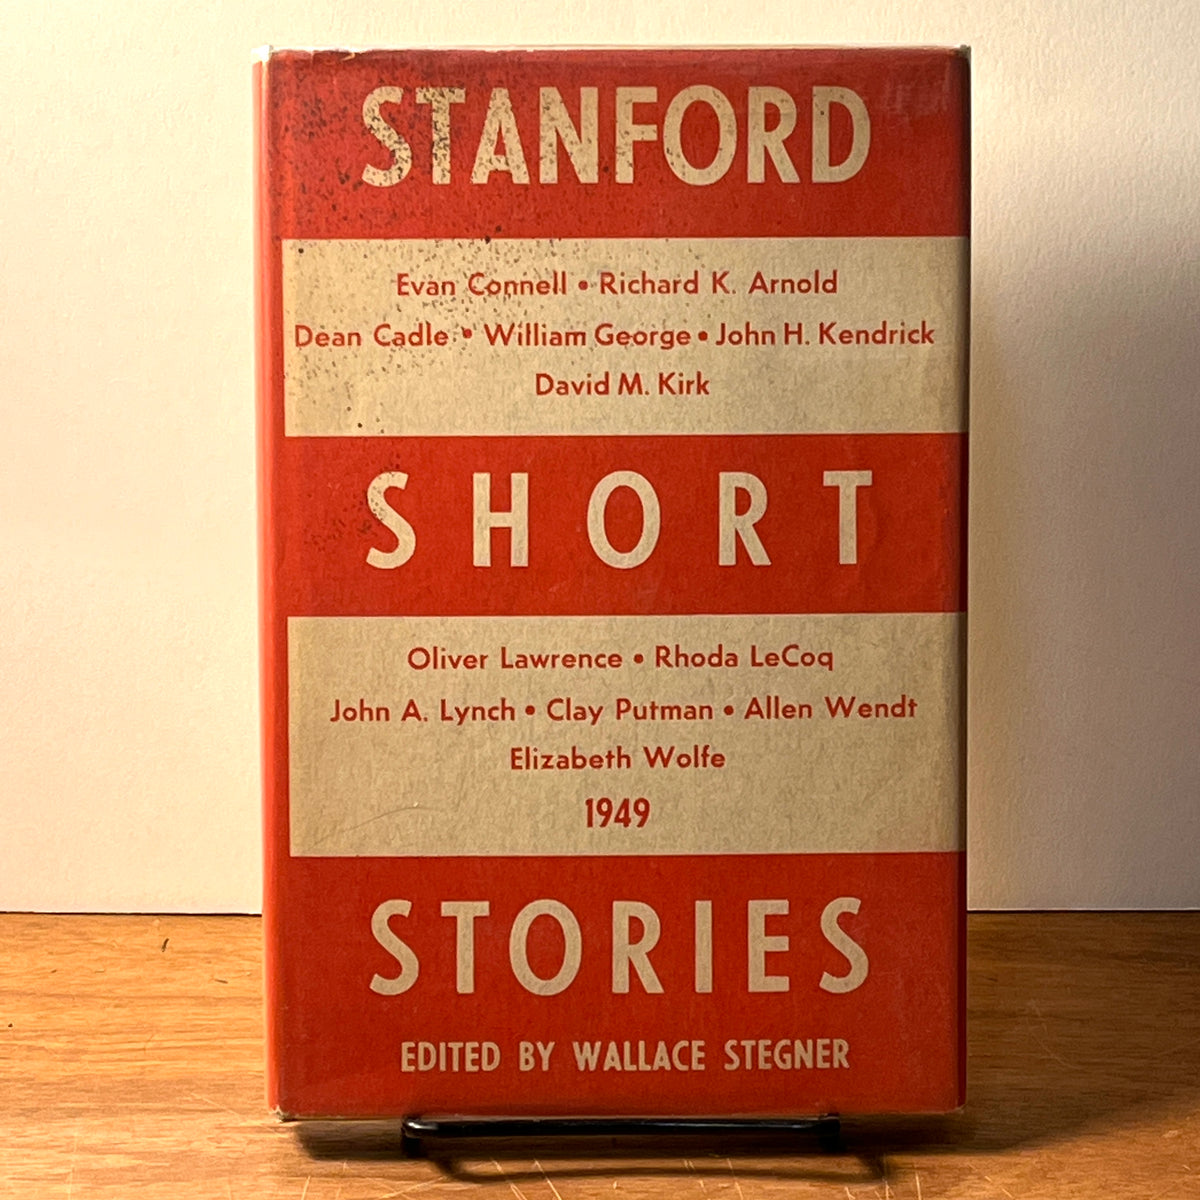 STANFORD
Evan Connell • Richard K. Arnold
Dean Cadle • William George • John H. Kendrick
David M. Kirk
SHORT
Oliver Lawrence • Rhoda LeCoq
John A. Lynch • Clay Putman • Allen Wendt
Elizabeth Wolfe
1949
STORIES
EDITED BY WALLACE STEGNER